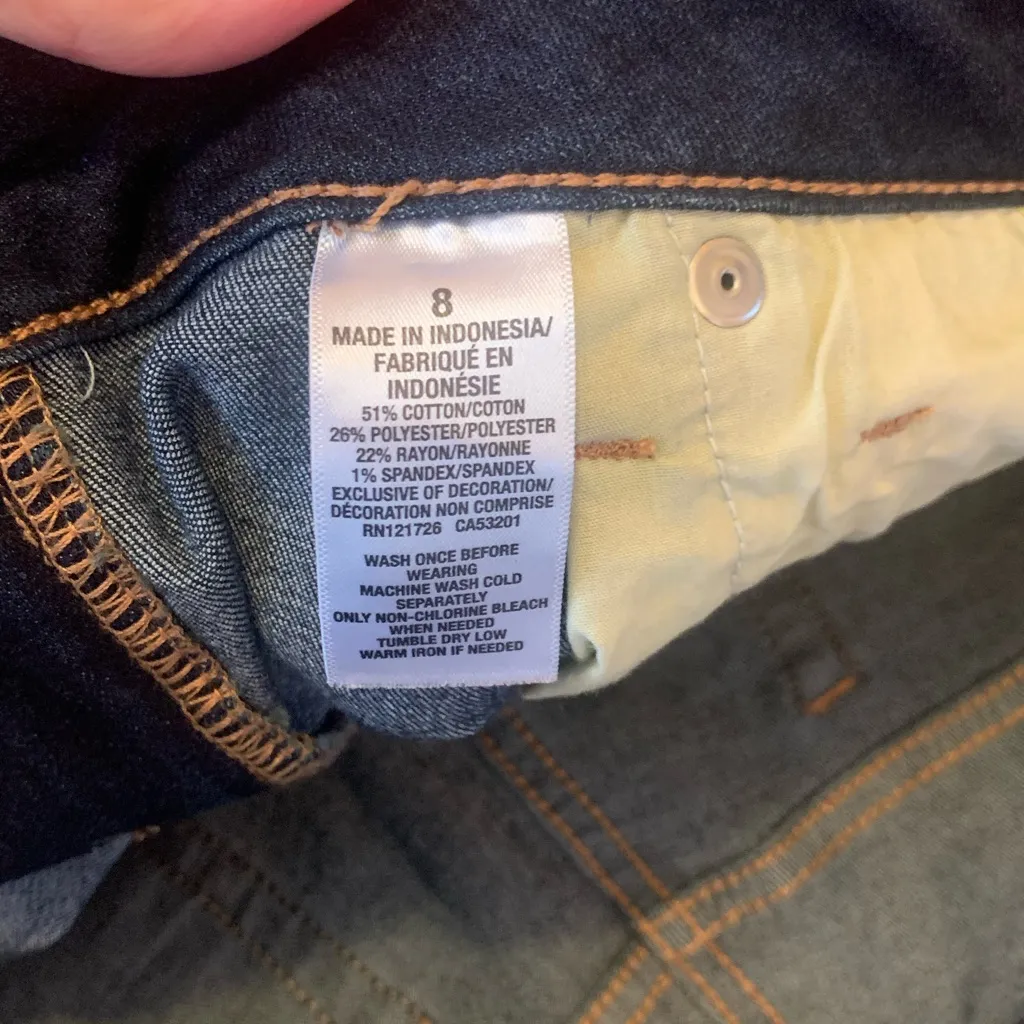 8
MADE IN INDONESIA/
FABRIQUÉ EN
INDONÉSIE
51% COTTON/COTON
26% POLYESTER/POLYESTER
22% RAYON/RAYONNE
1% SPANDEX/SPANDEX
EXCLUSIVE OF DECORATION/
DÉCORATION NON COMPRISE
RN121726 CA53201
WASH ONCE BEFORE
WEARING
MACHINE WASH COLD
SEPARATELY
ONLY NON-CHLORINE BLEACH
WHEN NEEDED
TUMBLE DRY LOW
WARM IRON IF NEEDED